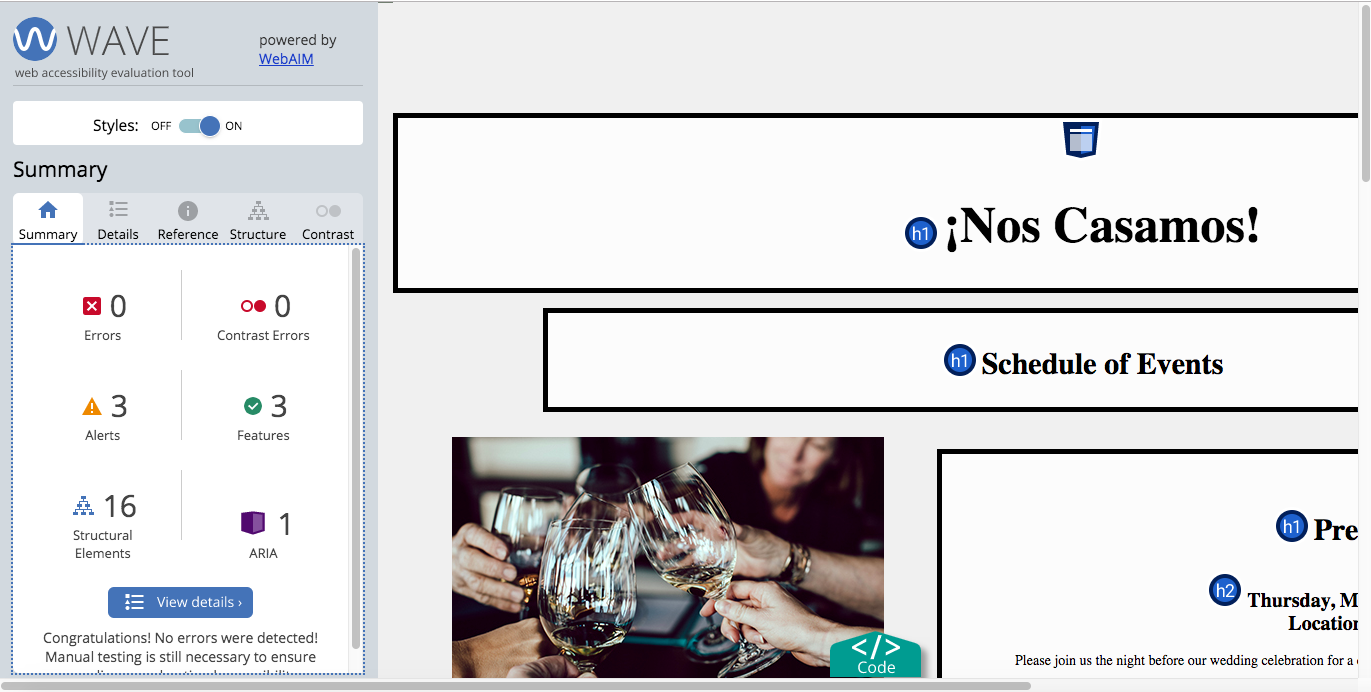 WAVE
powered by
WebAIM
web accessibility evaluation tool
Styles: OFF ON
Summary
Summary Details Reference Structure Contrast
0 0
Errors Contrast Errors
3 3
Alerts Features
16 1
Structural
Elements
ARIA
View details ›
Congratulations! No errors were detected!
Manual testing is still necessary to ensure
h1 ¡Nos Casamos!
h1 Schedule of Events
h1 Pre
h2 Thursday, M
Location
Please join us the night before our wedding celebration for a
</> Code